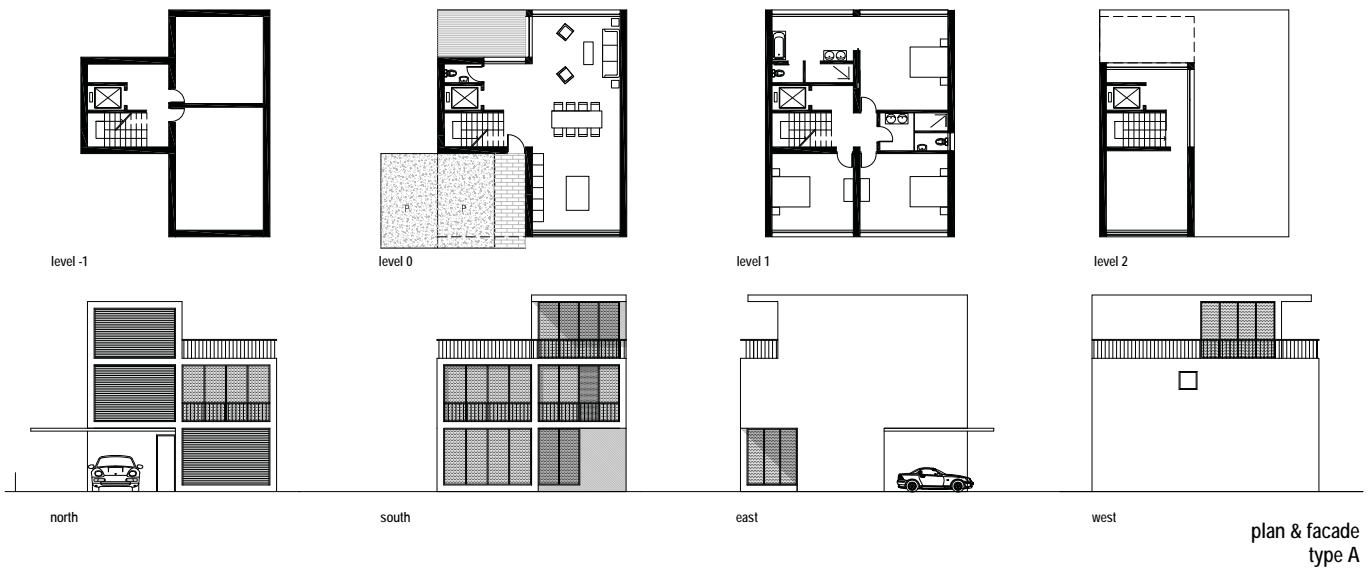 P
P
level -1
level 0
level 1
level 2
north
south
east
west
plan & facade
type A